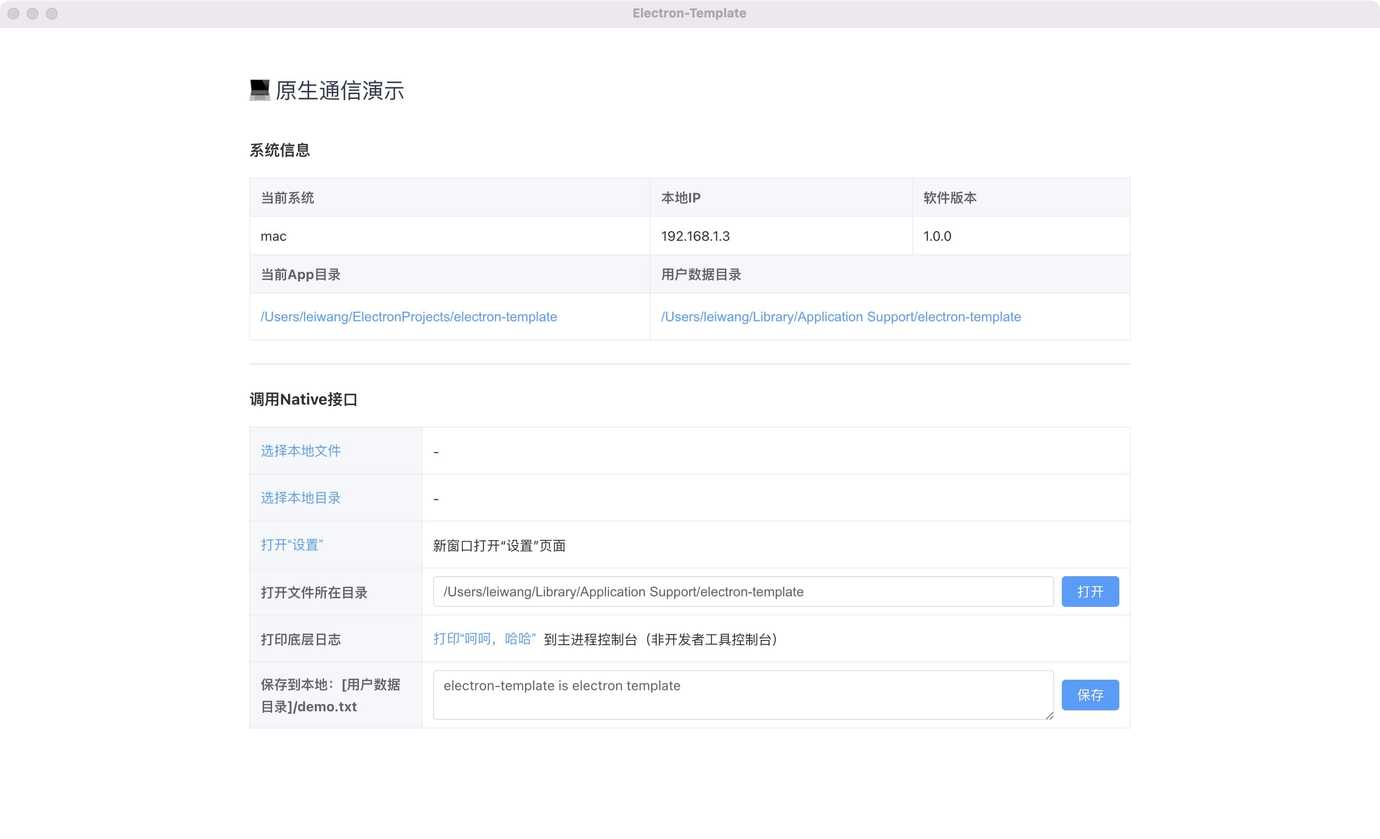 Electron-Template
原生通信演示
系统信息
当前系统 本地IP 软件版本
mac 192.168.1.3 1.0.0
当前App目录 用户数据目录
/Users/leiwang/ElectronProjects/electron-template /Users/leiwang/Library/Application Support/electron-template
调用Native接口
选择本地文件 -
选择本地目录 -
打开“设置” 新窗口打开“设置”页面
打开文件所在目录 /Users/leiwang/Library/Application Support/electron-template 打开
打印底层日志 打印“呵呵，哈哈” 到主进程控制台（非开发者工具控制台）
保存到本地：[用户数据
目录]/demo.txt
electron-template is electron template
保存